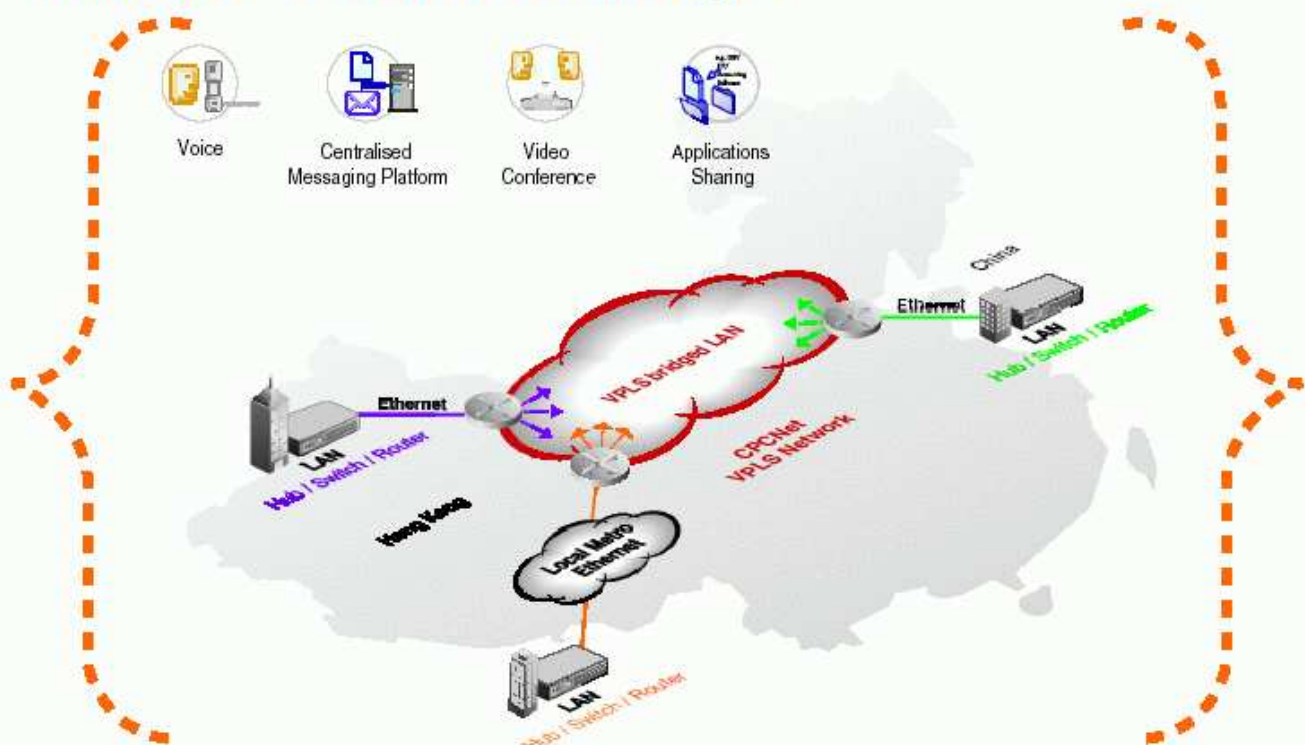 Voice
Centralised
Messaging Platform
Video
Conference
Applications
Sharing
China
Ethernet
LAN
Hub / Switch / Router
VPLS bridged LAN
CPCNet
VPLS Network
Ethernet
LAN
Hub / Switch / Router
Hong Kong
Local Metro
Ethernet
LAN
Hub / Switch / Router